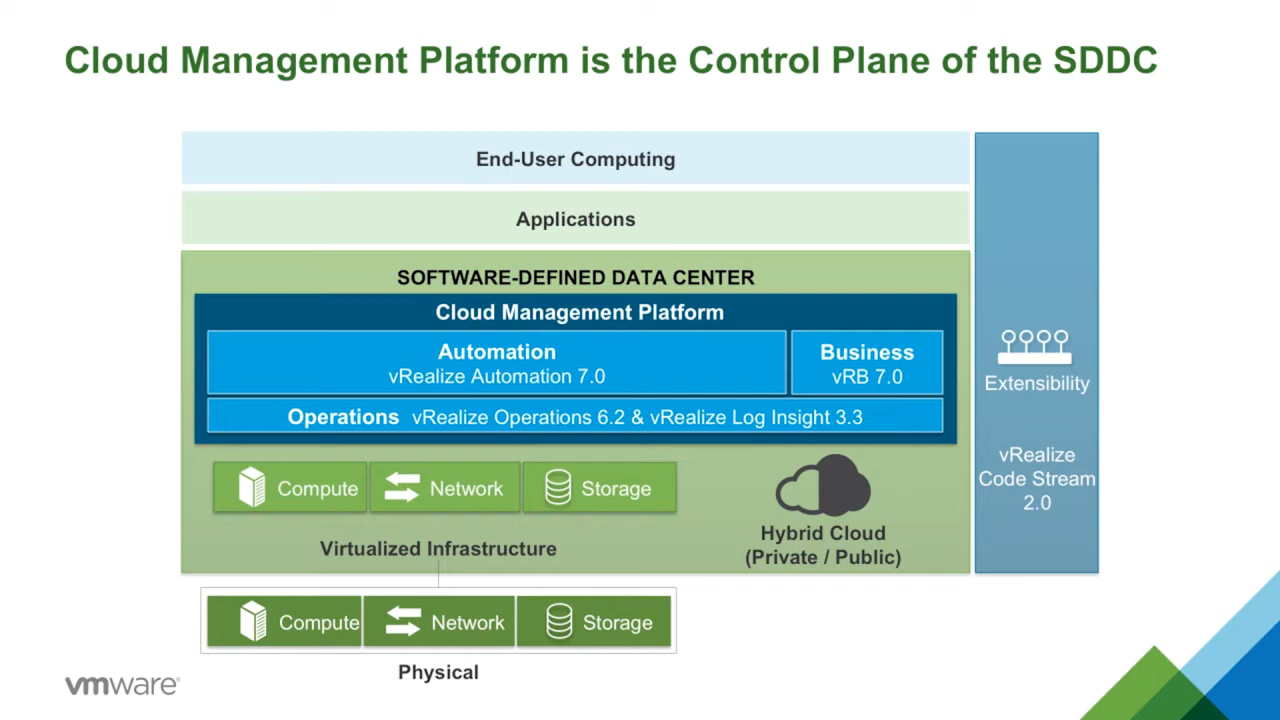 Cloud Management Platform is the Control Plane of the SDDC
End-User Computing
Applications
SOFTWARE-DEFINED DATA CENTER
Cloud Management Platform
Automation
vRealize Automation 7.0
Business
vRB 7.0
Operations vRealize Operations 6.2 & vRealize Log Insight 3.3
Compute
Network
Storage
Virtualized Infrastructure
Hybrid Cloud
(Private / Public)
Extensibility
vRealize
Code Stream
2.0
Compute
Network
Storage
Physical
vmware®